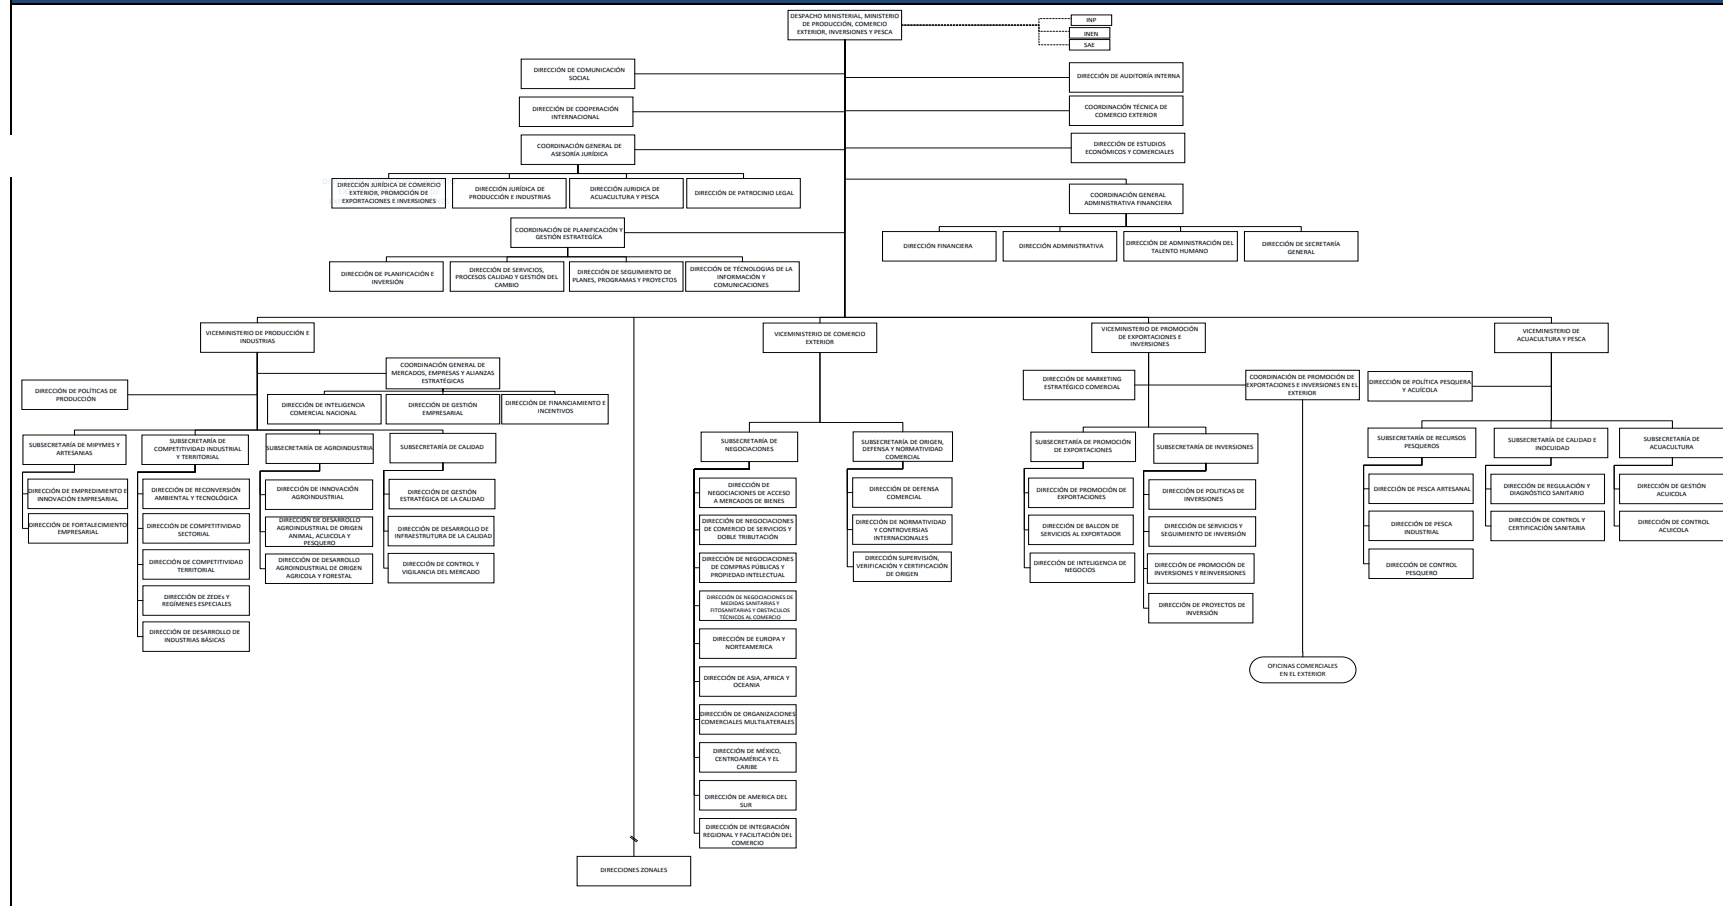 DESPACHO MINISTERIAL, MINISTERIO
DE PRODUCCIÓN, COMERCIO
EXTERIOR, INVERSIONES Y PESCA
INP
INEN
SAE
DIRECCIÓN DE COMUNICACIÓN
SOCIAL
DIRECCIÓN DE AUDITORÍA INTERNA
DIRECCIÓN DE COOPERACIÓN
INTERNACIONAL
COORDINACIÓN TÉCNICA DE
COMERCIO EXTERIOR
COORDINACIÓN GENERAL DE
ASESORÍA JURÍDICA
DIRECCIÓN DE ESTUDIOS
ECONÓMICOS Y COMERCIALES
DIRECCIÓN JURÍDICA DE COMERCIO
EXTERIOR, PROMOCIÓN DE
EXPORTACIONES E INVERSIONES
DIRECCIÓN JURÍDICA DE
PRODUCCIÓN E INDUSTRIAS
DIRECCIÓN JURIDICA DE
ACUACULTURA Y PESCA
DIRECCIÓN DE PATROCINIO LEGAL
COORDINACIÓN GENERAL
ADMINISTRATIVA FINANCIERA
COORDINACIÓN DE PLANIFICACIÓN Y
GESTIÓN ESTRATEGÍCA
DIRECCIÓN FINANCIERA
DIRECCIÓN ADMINISTRATIVA
DIRECCIÓN DE ADMINISTRACIÓN DEL
TALENTO HUMANO
DIRECCIÓN DE SECRETARÍA
GENERAL
DIRECCIÓN DE PLANIFICACIÓN E
INVERSIÓN
DIRECCIÓN DE SERVICIOS,
PROCESOS CALIDAD Y GESTIÓN DEL
CAMBIO
DIRECCIÓN DE SEGUIMIENTO DE
PLANES, PROGRAMAS Y PROYECTOS
DIRECCIÓN DE TÉCNOLOGIAS DE LA
INFORMACIÓN Y
COMUNICACIONES
VICEMINISTERIO DE PRODUCCIÓN E
INDUSTRIAS
VICEMINISTERIO DE COMERCIO
EXTERIOR
VICEMINISTERIO DE PROMOCIÓN
DE EXPORTACIONES E
INVERSIONES
VICEMINISTERIO DE
ACUACULTURA Y PESCA
DIRECCIÓN DE POLÍTICAS DE
PRODUCCIÓN
COORDINACIÓN GENERAL DE
MERCADOS, EMPRESAS Y ALIANZAS
ESTRATÉGICAS
DIRECCIÓN DE INTELIGENCIA
COMERCIAL NACIONAL
DIRECCIÓN DE GESTIÓN
EMPRESARIAL
DIRECCIÓN DE FINANCIAMIENTO E
INCENTIVOS
DIRECCIÓN DE MARKETING
ESTRATÉGICO COMERCIAL
COORDINACIÓN DE PROMOCIÓN DE
EXPORTACIONES E INVERSIONES EN EL
EXTERIOR
DIRECCIÓN DE POLÍTICA PESQUERA
Y ACUÍCOLA
SUBSECRETARÍA DE MIPYMES Y
ARTESANIAS
SUBSECRETARÍA DE
COMPETITIVIDAD INDUSTRIAL
Y TERRITORIAL
SUBSECRETARÍA DE AGROINDUSTRIA
SUBSECRETARÍA DE CALIDAD
SUBSECRETARÍA DE
NEGOCIACIONES
SUBSECRETARÍA DE ORIGEN,
DEFENSA Y NORMATIVIDAD
COMERCIAL
SUBSECRETARÍA DE PROMOCIÓN
DE EXPORTACIONES
SUBSECRETARÍA DE INVERSIONES
SUBSECRETARÍA DE RECURSOS
PESQUEROS
SUBSECRETARÍA DE CALIDAD E
INOCUIDAD
SUBSECRETARÍA DE
ACUACULTURA
DIRECCIÓN DE EMPREDIMIENTO E
INNOVACIÓN EMPRESARIAL
DIRECCIÓN DE FORTALECIMIENTO
EMPRESARIAL
DIRECCIÓN DE RECONVERSIÓN
AMBIENTAL Y TECNOLÓGICA
DIRECCIÓN DE COMPETITIVIDAD
SECTORIAL
DIRECCIÓN DE COMPETITIVIDAD
TERRITORIAL
DIRECCIÓN DE ZEDEs Y
REGÍMENES ESPECIALES
DIRECCIÓN DE DESARROLLO DE
INDUSTRIAS BÁSICAS
DIRECCIÓN DE INNOVACIÓN
AGROINDUSTRIAL
DIRECCIÓN DE DESARROLLO
AGROINDUSTRIAL DE ORIGEN
ANIMAL, ACUICOLA Y
PESQUERO
DIRECCIÓN DE DESARROLLO
AGROINDUSTRIAL DE ORIGEN
AGRICOLA Y FORESTAL
DIRECCIÓN DE GESTIÓN
ESTRATÉGICA DE LA CALIDAD
DIRECCIÓN DE DESARROLLO DE
INFRAESTRUTURA DE LA CALIDAD
DIRECCIÓN DE CONTROL Y
VIGILANCIA DEL MERCADO
DIRECCIÓN DE
NEGOCIACIONES DE ACCESO
A MERCADOS DE BIENES
DIRECCIÓN DE NEGOCIACIONES
DE COMERCIO DE SERVICIOS Y
DOBLE TRIBUTACIÓN
DIRECCIÓN DE NEGOCIACIONES
DE COMPRAS PÚBLICAS Y
PROPIEDAD INTELECTUAL
DIRECCIÓN DE NEGOCIACIONES DE
MEDIDAS SANITARIAS Y
FITOSANITARIAS Y OBSTACULOS
TÉCNICOS AL COMERCIO
DIRECCIÓN DE EUROPA Y
NORTEAMERICA
DIRECCIÓN DE ASIA, AFRICA Y
OCEANIA
DIRECCIÓN DE ORGANIZACIONES
COMERCIALES MULTILATERALES
DIRECCIÓN DE MÉXICO,
CENTROAMÉRICA Y EL
CARIBE
DIRECCIÓN DE AMERICA DEL
SUR
DIRECCIÓN DE INTEGRACIÓN
REGIONAL Y FACILITACIÓN DEL
COMERCIO
DIRECCIÓN DE DEFENSA
COMERCIAL
DIRECCIÓN DE NORMATIVIDAD
Y CONTROVERSIAS
INTERNACIONALES
DIRECCIÓN SUPERVISIÓN,
VERIFICACIÓN Y CERTIFICACIÓN
DE ORIGEN
DIRECCIÓN DE PROMOCIÓN DE
EXPORTACIONES
DIRECCIÓN DE BALCON DE
SERVICIOS AL EXPORTADOR
DIRECCIÓN DE INTELIGENCIA DE
NEGOCIOS
DIRECCIÓN DE POLITICAS DE
INVERSIONES
DIRECCIÓN DE SERVICIOS Y
SEGUIMIENTO DE INVERSIÓN
DIRECCIÓN DE PROMOCIÓN DE
INVERSIONES Y REINVERSIONES
DIRECCIÓN DE PROYECTOS DE
INVERSIÓN
OFICINAS COMERCIALES
EN EL EXTERIOR
DIRECCIÓN DE PESCA ARTESANAL
DIRECCIÓN DE PESCA
INDUSTRIAL
DIRECCIÓN DE CONTROL
PESQUERO
DIRECCIÓN DE REGULACIÓN Y
DIAGNÓSTICO SANITARIO
DIRECCIÓN DE CONTROL Y
CERTIFICACIÓN SANITARIA
DIRECCIÓN DE GESTIÓN
ACUICOLA
DIRECCIÓN DE CONTROL
ACUICOLA
DIRECCIONES ZONALES